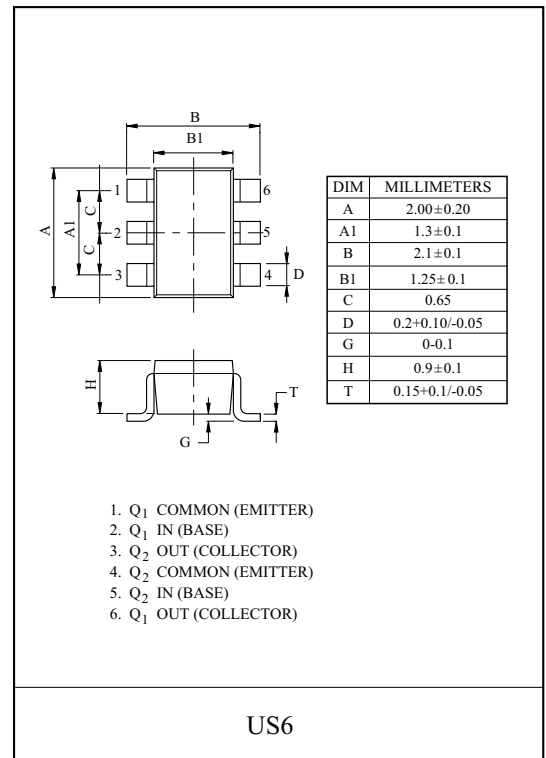 B
B1
1
6
2
5
3
4
A
A1
C
C
D
H
T
G
DIM MILLIMETERS
A 2.00±0.20
A1 1.3±0.1
B 2.1±0.1
B1 1.25±0.1
C 0.65
D 0.2+0.10/-0.05
G 0-0.1
H 0.9±0.1
T 0.15+0.1/-0.05
1. Q1 COMMON (EMITTER)
2. Q1 IN (BASE)
3. Q2 OUT (COLLECTOR)
4. Q2 COMMON (EMITTER)
5. Q2 IN (BASE)
6. Q1 OUT (COLLECTOR)
US6